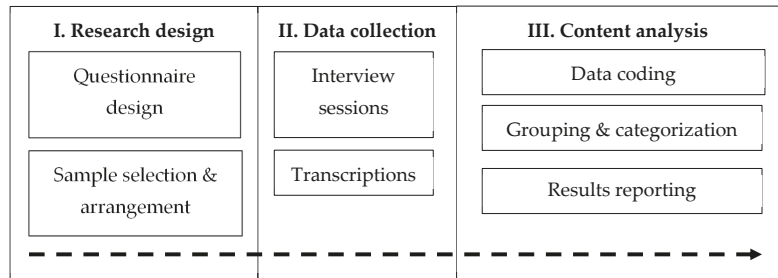 I. Research design
Questionnaire
design
Sample selection &
arrangement
II. Data collection
Interview
sessions
Transcriptions
III. Content analysis
Data coding
Grouping & categorization
Results reporting